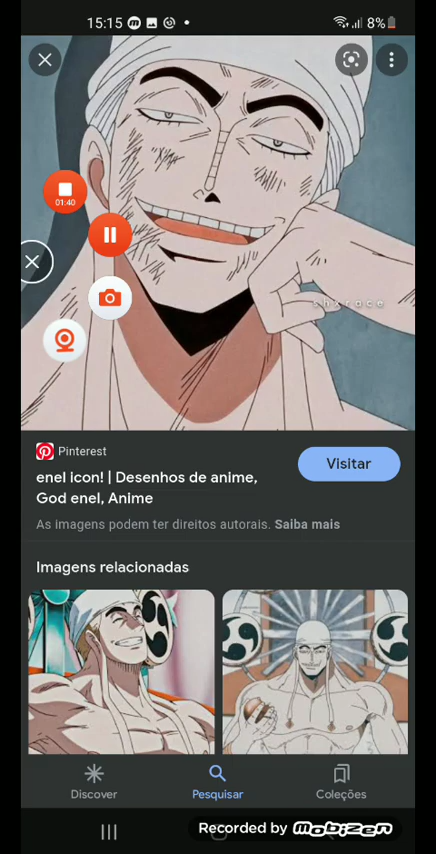 15:15
8%
01:40
shxrace
Pinterest
enel icon! | Desenhos de anime,
God enel, Anime
Visitar
As imagens podem ter direitos autorais. Saiba mais
Imagens relacionadas
Discover
Pesquisar
Coleções
Recorded by mobizen